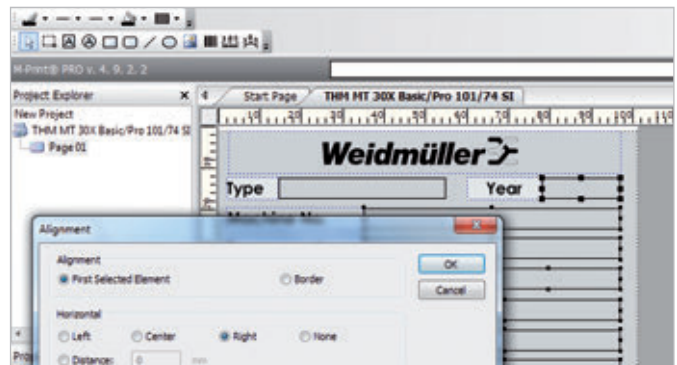 M-Print® PRO v. 4. 9. 2. 2
Project Explorer
Start Page
THM MT 30X Basic/Pro 101/74 SI
New Project
THM MT 30X Basic/Pro 101/74 SI
Page 01
Weidmüller
Type
Year
Alignment
Alignment
First Selected Element
Border
OK
Cancel
Horizontal
Left
Center
Right
None
Distance:
0
mm